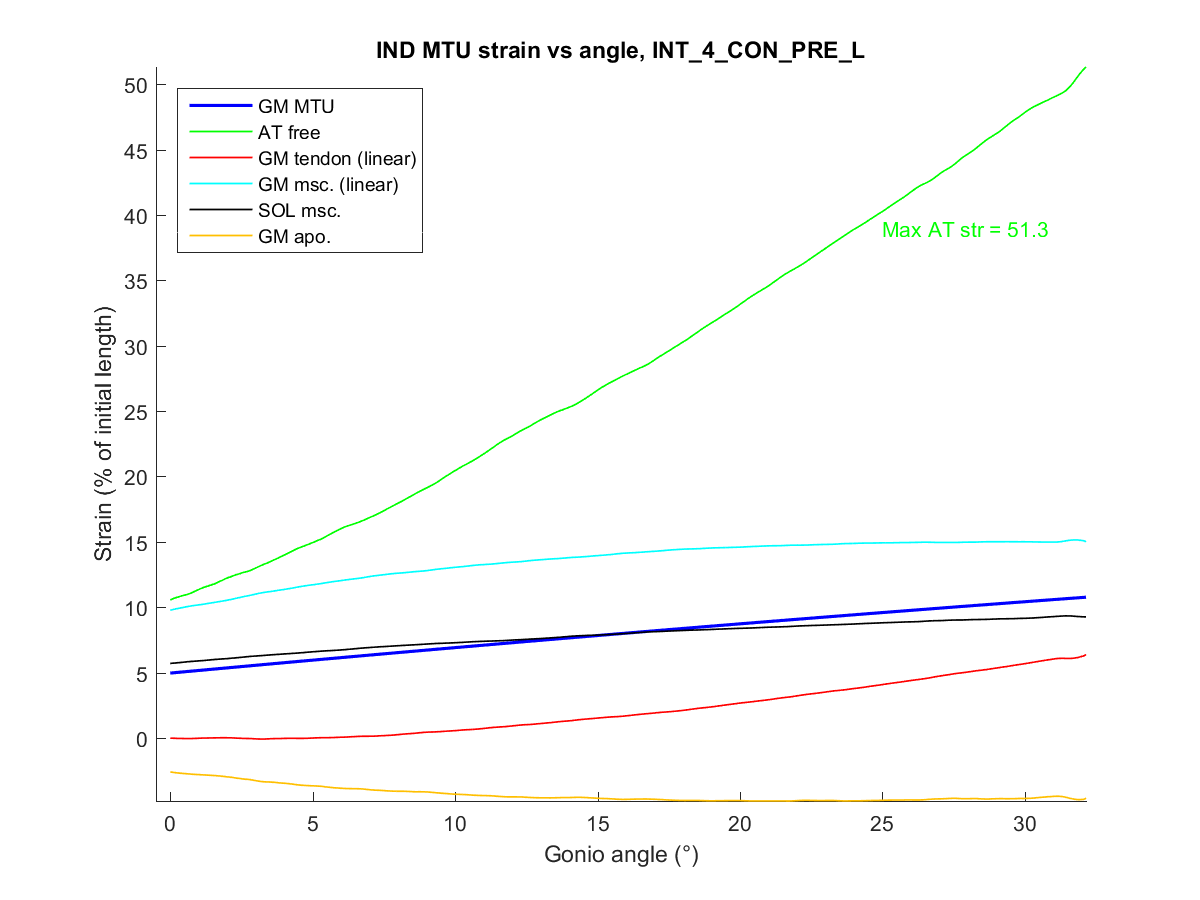 IND MTU strain vs angle, INT_4_CON_PRE_L
50
45
40
35
30
25
20
15
10
5
0
Strain (% of initial length)
GM MTU
AT free
GM tendon (linear)
GM msc. (linear)
SOL msc.
GM apo.
Max AT str = 51.3
0 5 10 15 20 25 30
Gonio angle (°)